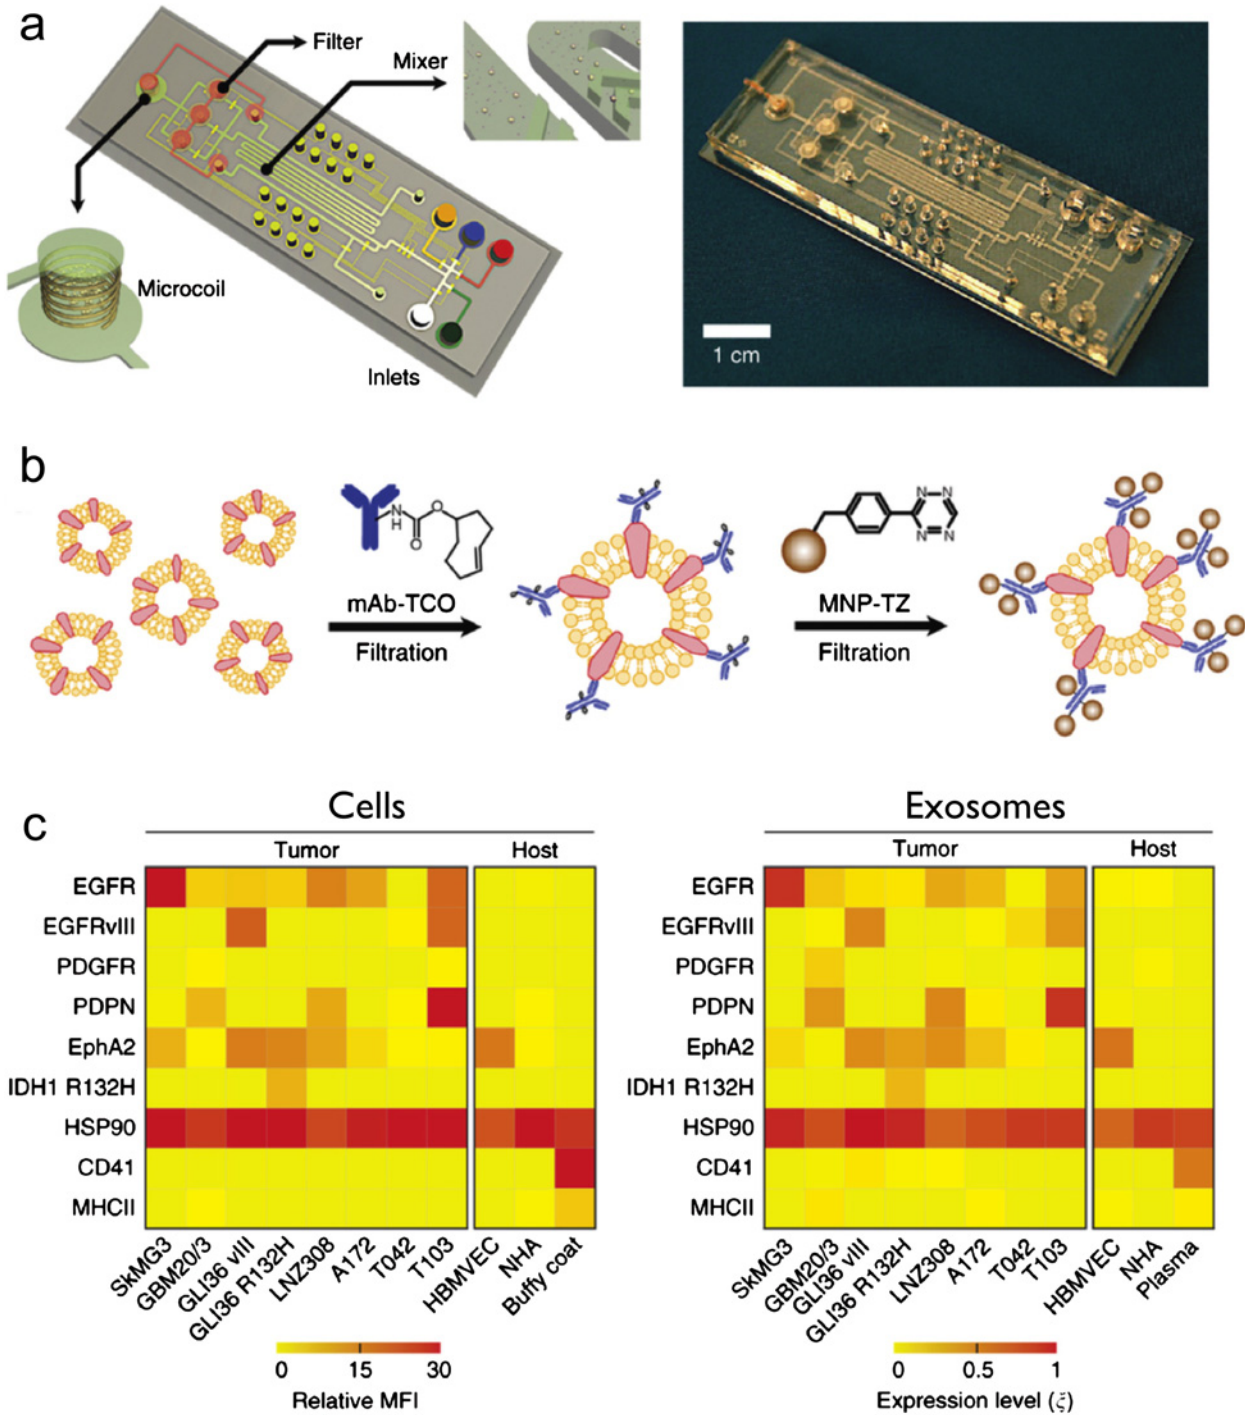 a
Filter
Mixer
Microcoil
Inlets
1 cm
b
N
H
O
O
mAb-TCO
Filtration
N
N
N
N
MNP-TZ
Filtration
c
Cells
Tumor
Host
EGFR
EGFRvIII
PDGFR
PDPN
EphA2
IDH1 R132H
HSP90
CD41
MHCII
SkMG3
GBM20/3
GLI36 vIII
GLI36 R132H
LNZ308
A172
T042
T103
HBMVEC
NHA
Buffy coat
0 15 30
Relative MFI
Exosomes
Tumor
Host
EGFR
EGFRvIII
PDGFR
PDPN
EphA2
IDH1 R132H
HSP90
CD41
MHCII
SkMG3
GBM20/3
GLI36 vIII
GLI36 R132H
LNZ308
A172
T042
T103
HBMVEC
NHA
Plasma
0 0.5 1
Expression level (ξ)